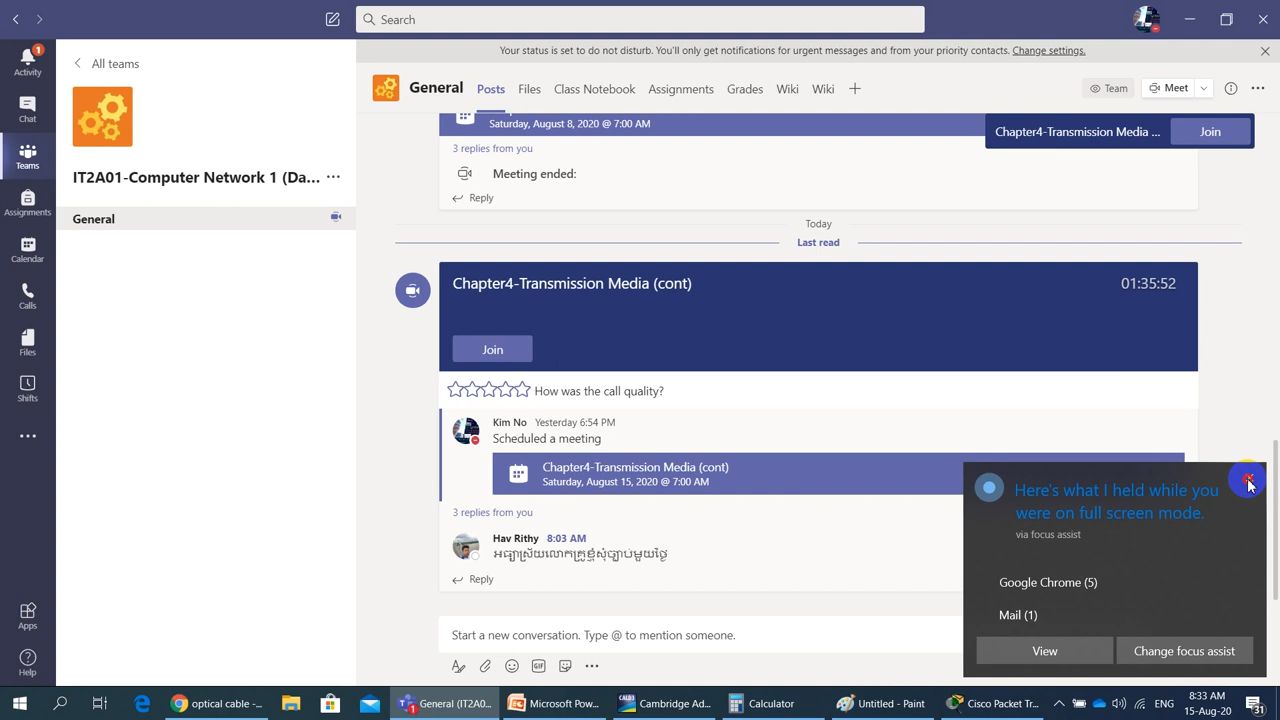 Search
Your status is set to do not disturb. You'll only get notifications for urgent messages and from your priority contacts. Change settings.
1
Activity
Chat
Teams
Assignments
Calendar
Calls
Files
Shifts
Apps
Help
All teams
IT2A01-Computer Network 1 (Da...
General
General
Posts
Files
Class Notebook
Assignments
Grades
Wiki
Wiki
Team
Meet
Saturday, August 8, 2020 @ 7:00 AM
Chapter4-Transmission Media ...
Join
3 replies from you
Meeting ended:
Reply
Today
Last read
Chapter4-Transmission Media (cont)
01:35:52
Join
How was the call quality?
Kim No Yesterday 6:54 PM
Scheduled a meeting
Chapter4-Transmission Media (cont)
Saturday, August 15, 2020 @ 7:00 AM
3 replies from you
Hav Rithy 8:03 AM
អធ្យាស្រ័យលោកគ្រូខ្ញុំសុំច្បាប់មួយថ្ងៃ
Reply
Start a new conversation. Type @ to mention someone.
GIF
Here's what I held while you
were on full screen mode.
via focus assist
Google Chrome (5)
Mail (1)
View
Change focus assist
optical cable -...
1
General (IT2A0...
Microsoft Pow...
Cambridge Ad...
Calculator
Untitled - Paint
Cisco Packet Tr...
ENG
8:33 AM
15-Aug-20
31